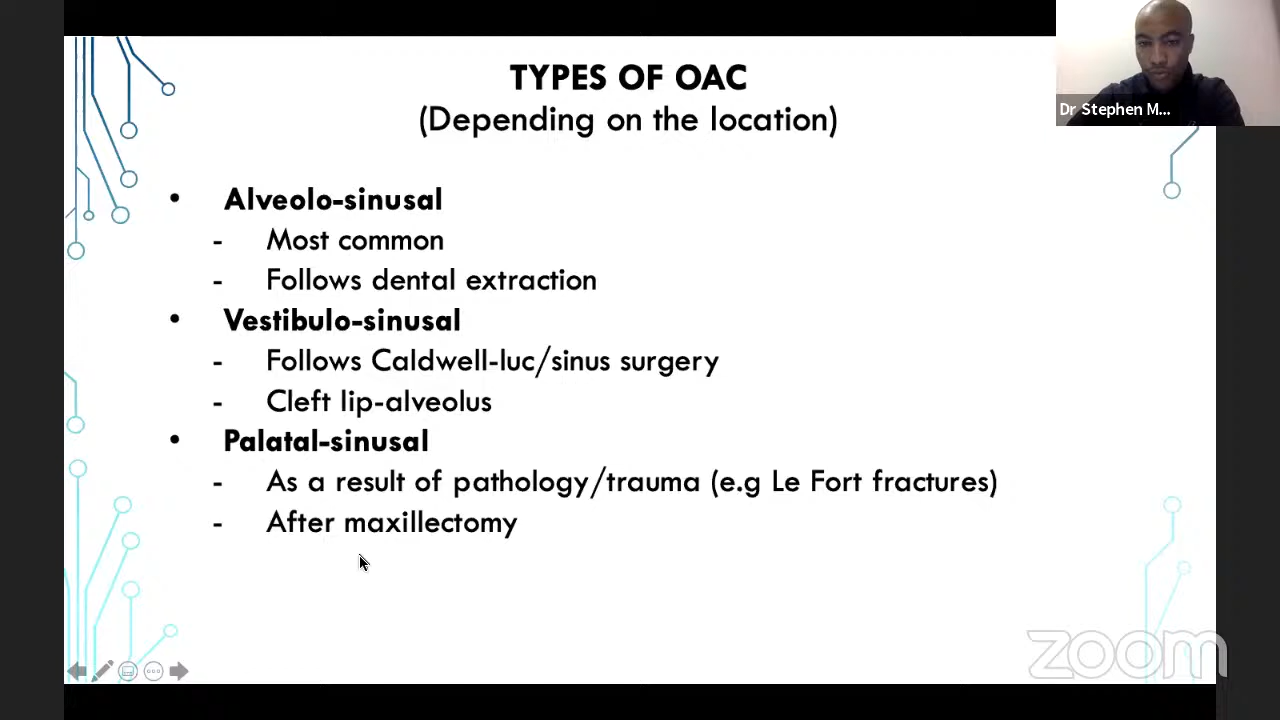 TYPES OF OAC
(Depending on the location)
Dr Stephen M...
• Alveolo-sinusal
- Most common
- Follows dental extraction
• Vestibulo-sinusal
- Follows Caldwell-luc/sinus surgery
- Cleft lip-alveolus
• Palatal-sinusal
- As a result of pathology/trauma (e.g Le Fort fractures)
- After maxillectomy
zoom